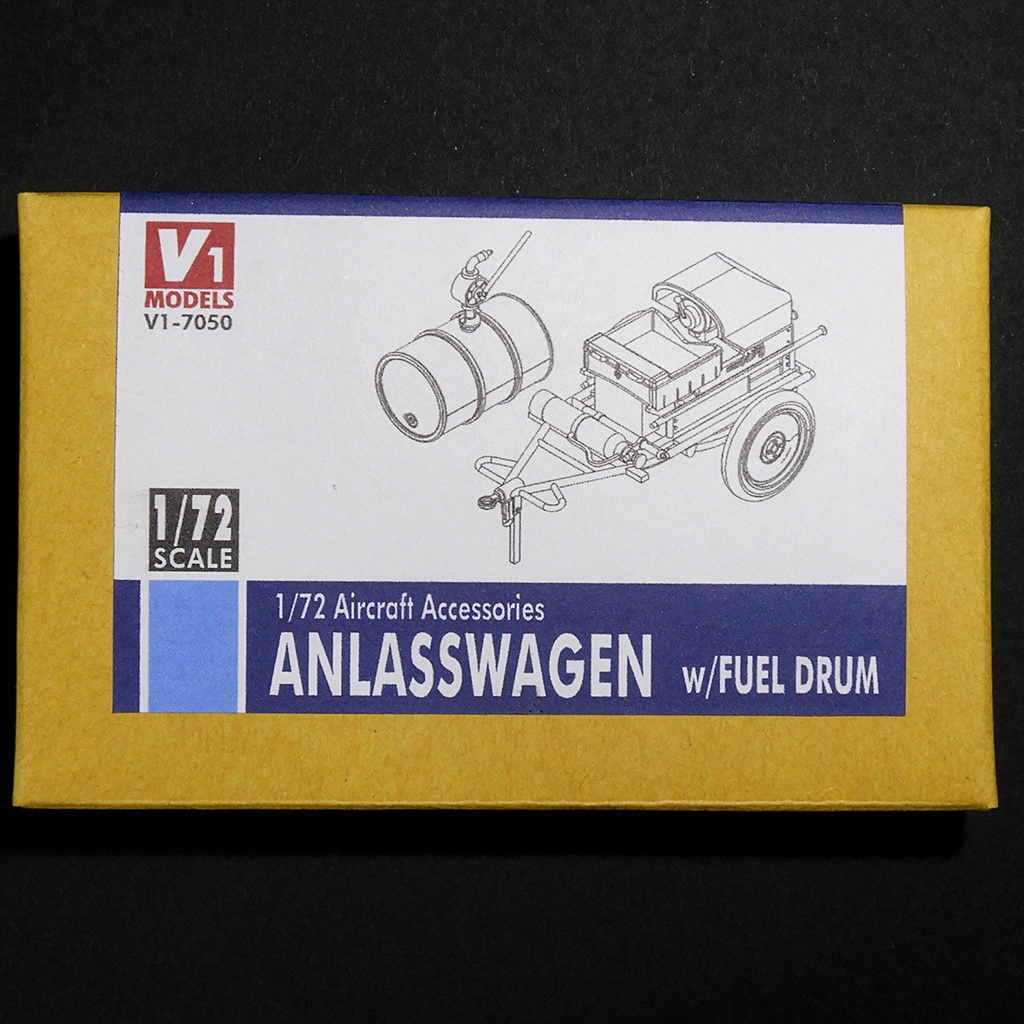 V1
MODELS
V1-7050
1/72
SCALE
1/72 Aircraft Accessories
ANLASSWAGEN w/FUEL DRUM